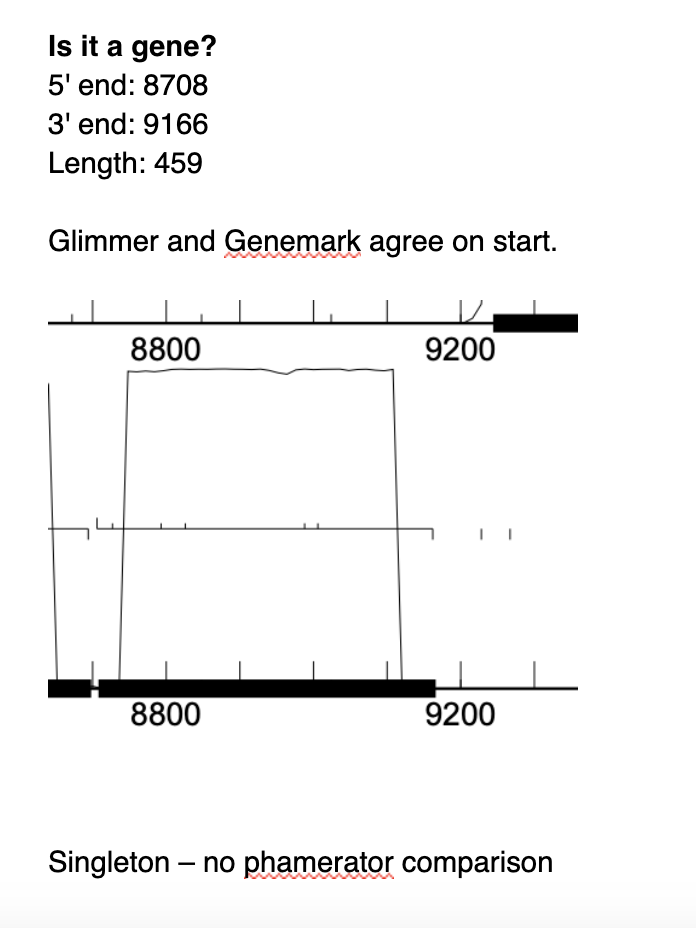 Is it a gene?
5' end: 8708
3' end: 9166
Length: 459
Glimmer and Genemark agree on start.
8800 9200
8800 9200
Singleton – no phamerator comparison